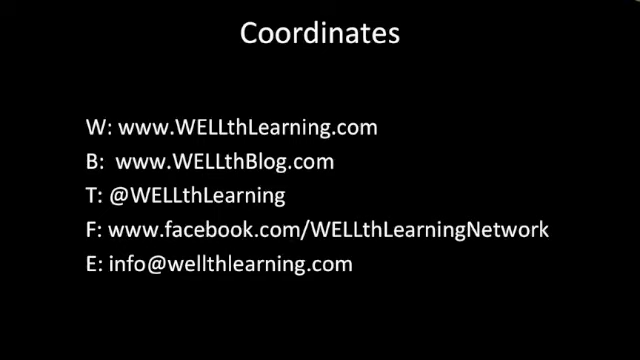 Coordinates
W: www.WELLthLearning.com
B: www.WELLthBlog.com
T: @WELLthLearning
F: www.facebook.com/WELLthLearningNetwork
E: info@wellthlearning.com